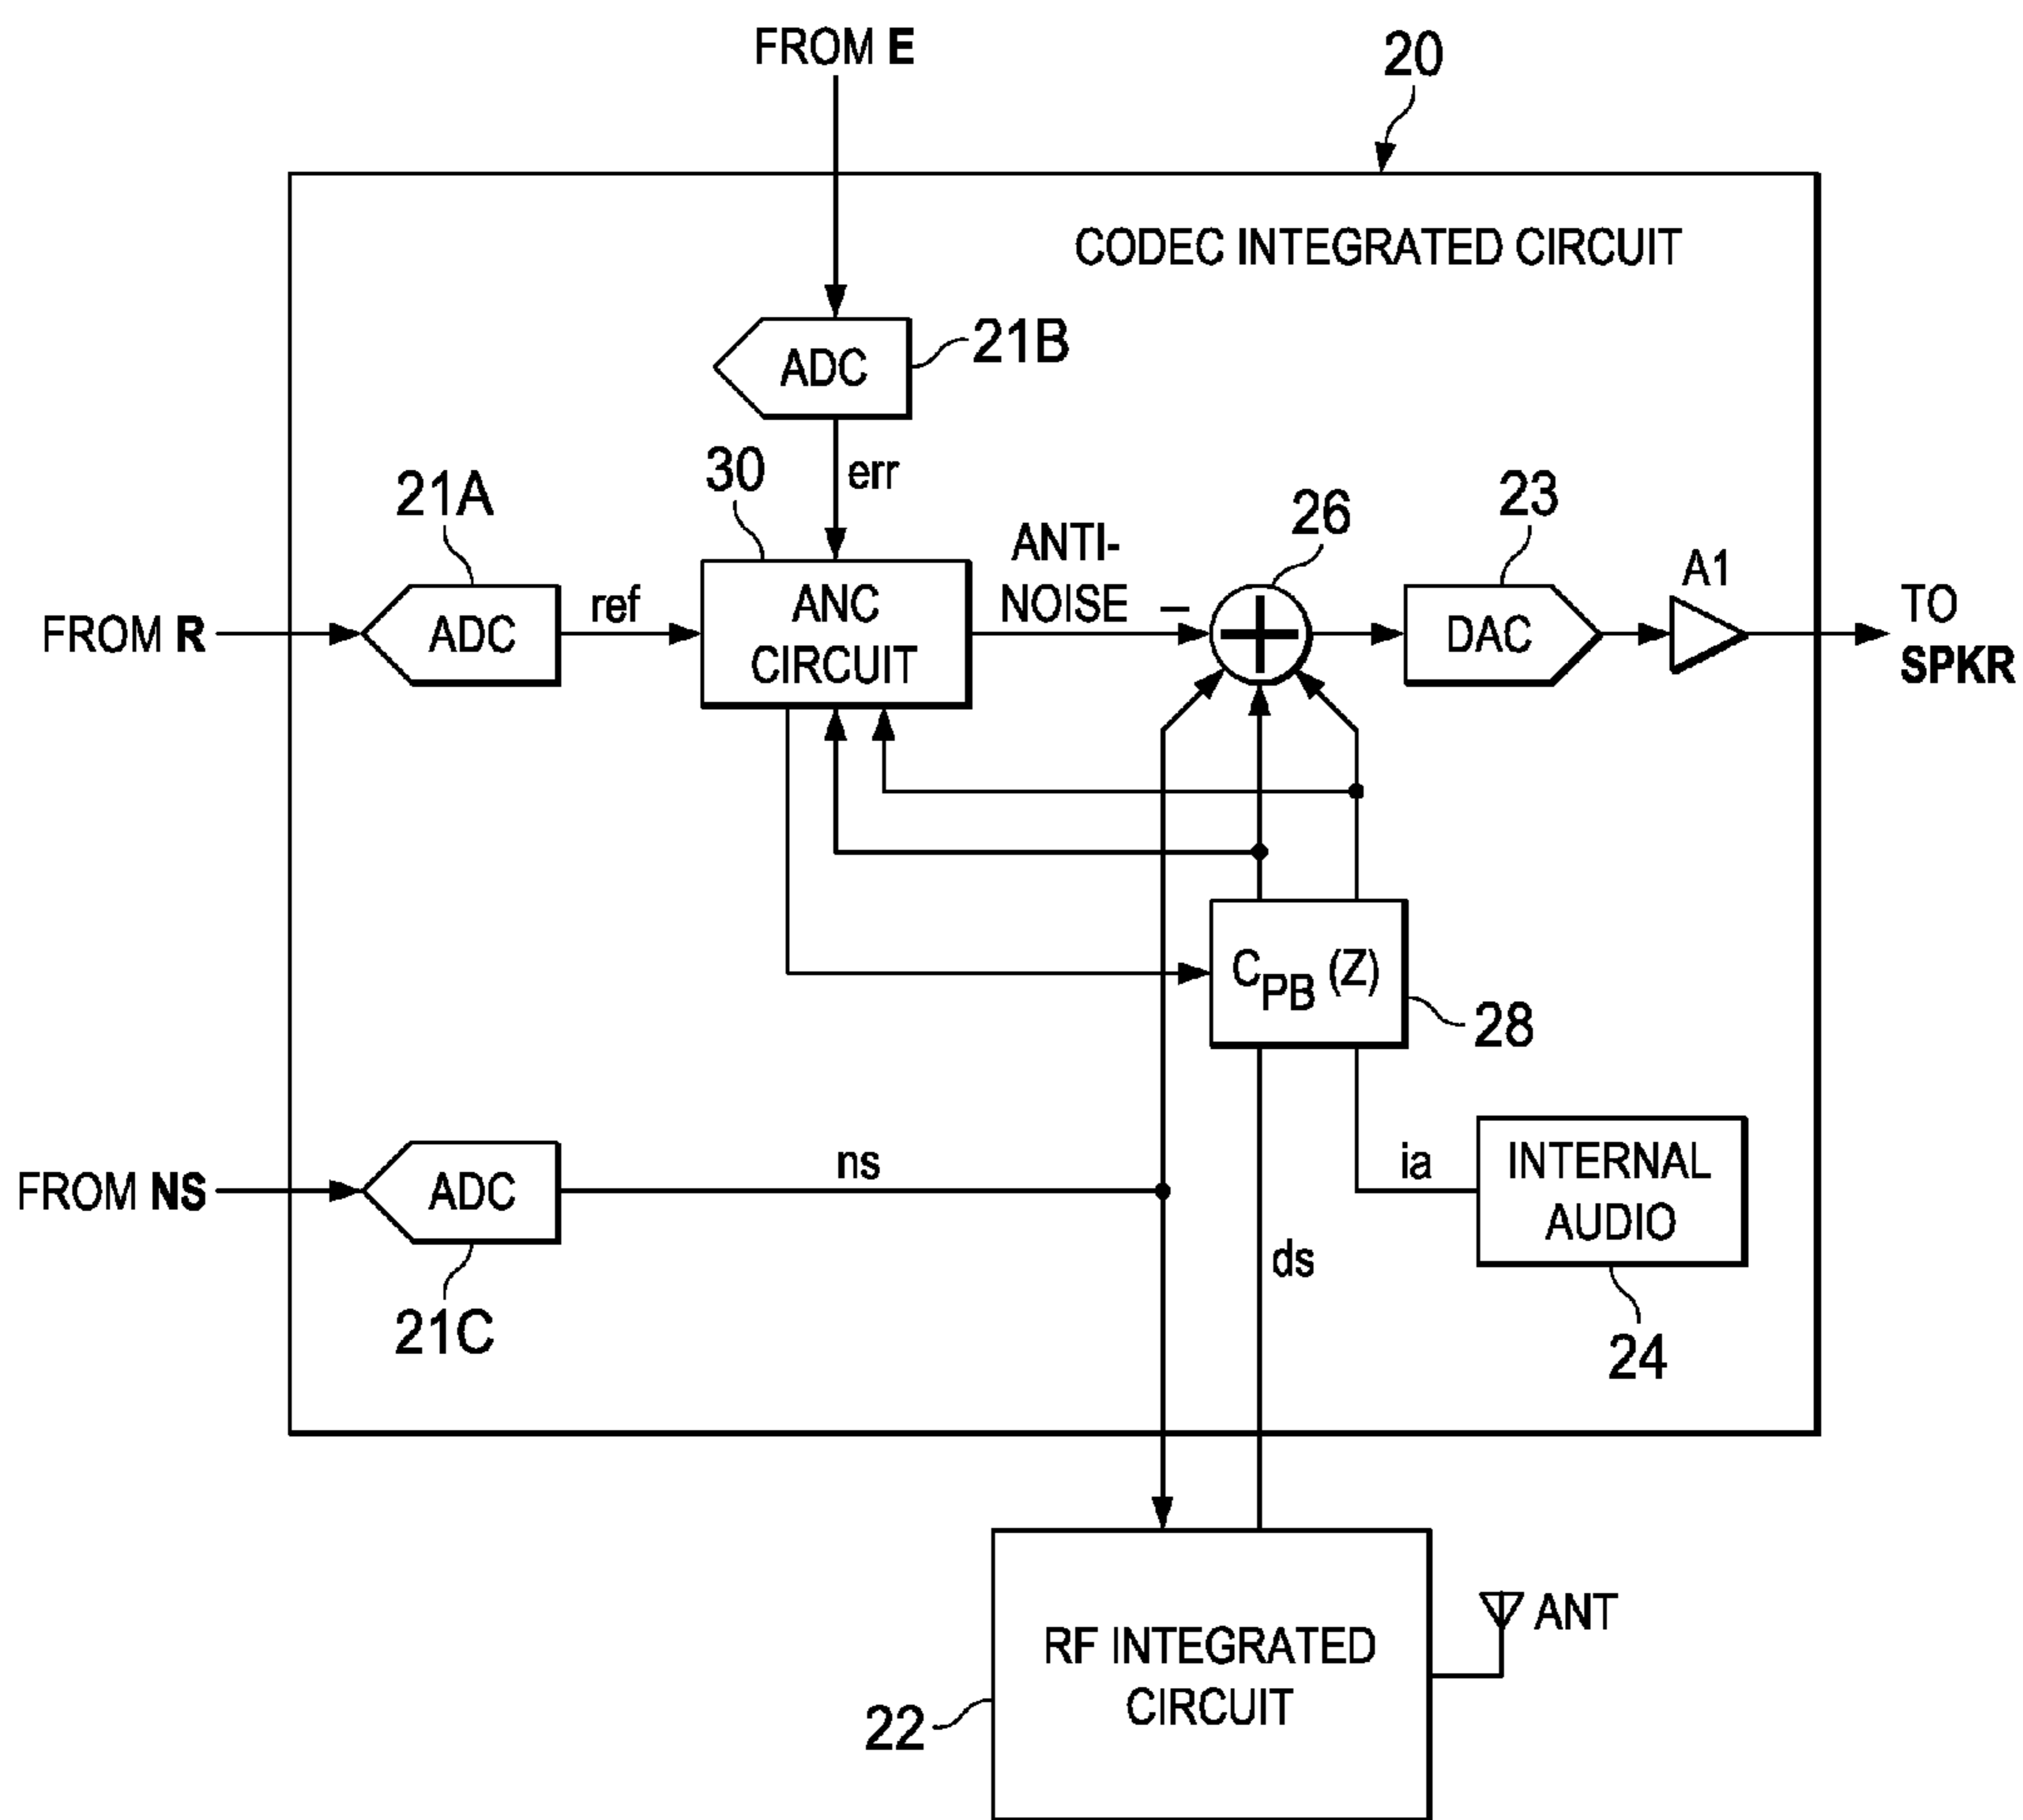 FROM E
20
CODEC INTEGRATED CIRCUIT
ADC
21B
err
30
21A
ADC
FROM R
ref
ANC
CIRCUIT
ANTI-
NOISE
–
26
+
23
DAC
A1
TO
SPKR
CPB (Z)
28
FROM NS
ADC
21C
ns
ia
INTERNAL
AUDIO
24
ds
RF INTEGRATED
CIRCUIT
22
ANT